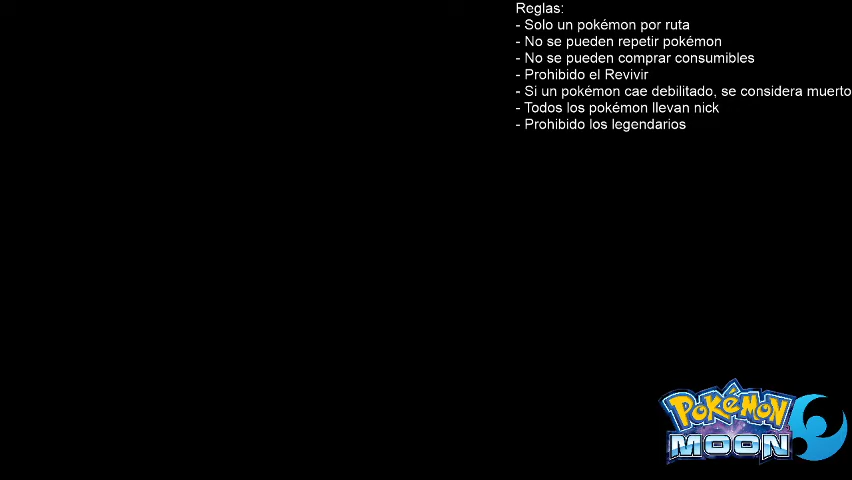 Reglas:
- Solo un pokémon por ruta
- No se pueden repetir pokémon
- No se pueden comprar consumibles
- Prohibido el Revivir
- Si un pokémon cae debilitado, se considera muerto
- Todos los pokémon llevan nick
- Prohibido los legendarios
POKéMON
MOON